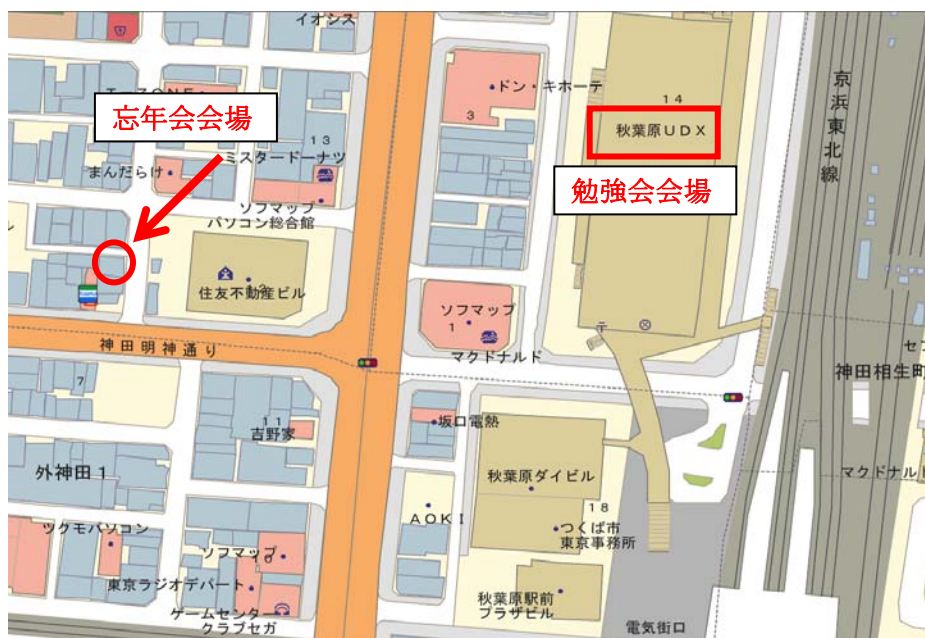 イオシス
ドン・キホーテ
京浜東北線
14
3
秋葉原UDX
忘年会会場
13
ミスタードーナツ
まんだらけ
勉強会会場
ソフマップ
パソコン総合館
住友不動産ビル
ソフマップ
1
神田明神通り
マクドナルド
セブ
神田相生町
7
11
吉野家
坂口電熱
外神田1
秋葉原ダイビル
マクドナル
AOKI
18
つくば市
東京事務所
ツクモパソコン
ソフマップ
10
東京ラジオデパート
秋葉原駅前
プラザビル
ゲームセンター
クラブセガ
電気街口